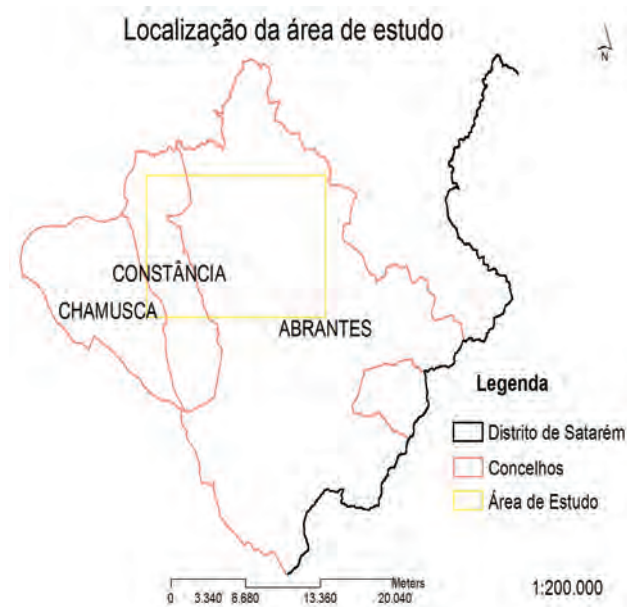 Localização da área de estudo
N
CONSTÂNCIA
CHAMUSCA
ABRANTES
Legenda
Distrito de Satarém
Concelhos
Área de Estudo
Meters
0 3.340 6.680 13.360 20.040
1:200.000